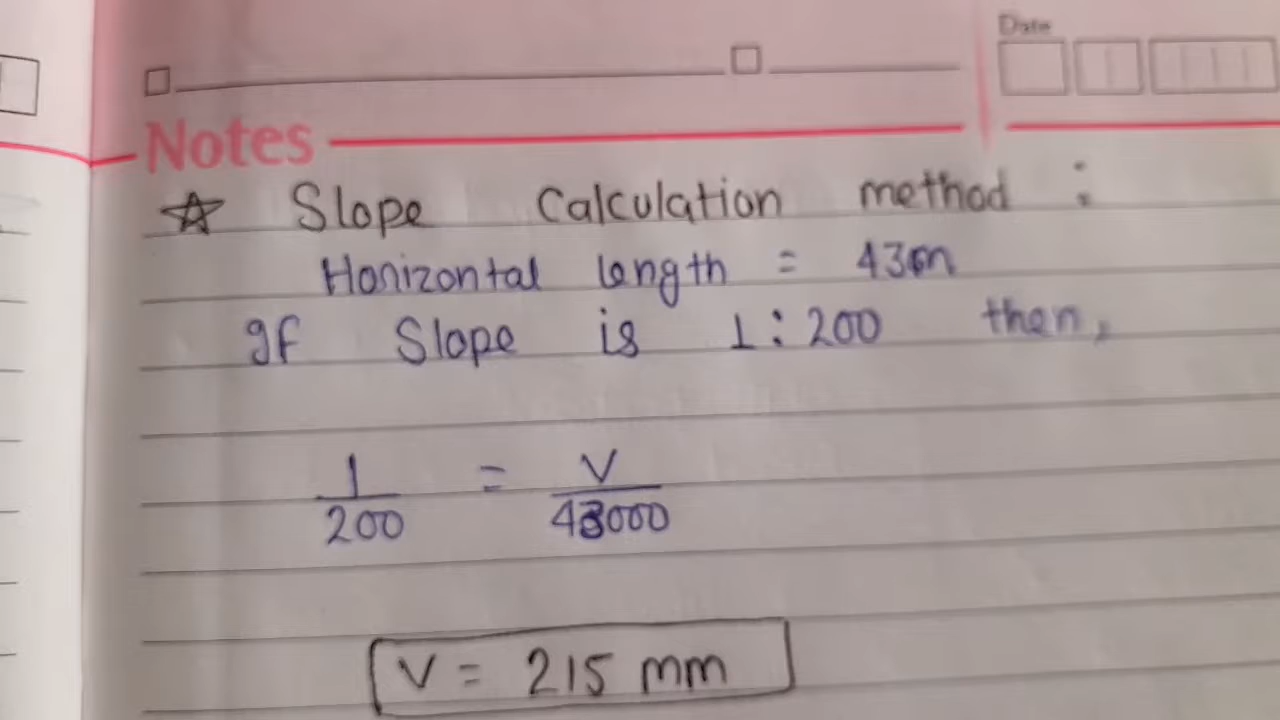 Date
Notes
☆ Slope Calculation method :
Horizontal length = 43m
If Slope is 1:200 then,
1/200 = V/43000
V = 215 mm